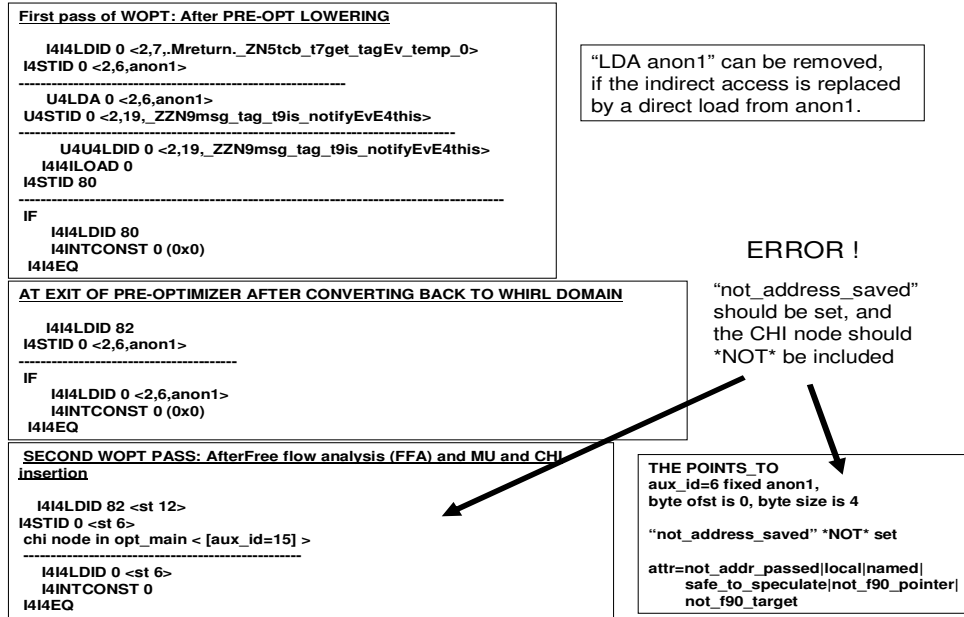 First pass of WOPT: After PRE-OPT LOWERING
I4I4LDID 0 <2,7,.Mreturn._ZN5tcb_t7get_tagEv_temp_0>
I4STID 0 <2,6,anon1>
------------------------------------------------------------
U4LDA 0 <2,6,anon1>
U4STID 0 <2,19,_ZZN9msg_tag_t9is_notifyEvE4this>
--------------------------------------------------------------------------------
U4U4LDID 0 <2,19,_ZZN9msg_tag_t9is_notifyEvE4this>
I4I4ILOAD 0
I4STID 80
-----------------------------------------------------------------------------------------
IF
I4I4LDID 80
I4INTCONST 0 (0x0)
I4I4EQ
“LDA anon1” can be removed,
if the indirect access is replaced
by a direct load from anon1.
AT EXIT OF PRE-OPTIMIZER AFTER CONVERTING BACK TO WHIRL DOMAIN
I4I4LDID 82
I4STID 0 <2,6,anon1>
----------------------------------------
IF
I4I4LDID 0 <2,6,anon1>
I4INTCONST 0 (0x0)
I4I4EQ
ERROR !
“not_address_saved”
should be set, and
the CHI node should
*NOT* be included
SECOND WOPT PASS: AfterFree flow analysis (FFA) and MU and CHI
insertion
I4I4LDID 82 <st 12>
I4STID 0 <st 6>
chi node in opt_main < [aux_id=15] >
---------------------------------------------------
I4I4LDID 0 <st 6>
I4INTCONST 0
I4I4EQ
THE POINTS_TO
aux_id=6 fixed anon1,
byte ofst is 0, byte size is 4
“not_address_saved” *NOT* set
attr=not_addr_passed|local|named|
safe_to_speculate|not_f90_pointer|
not_f90_target